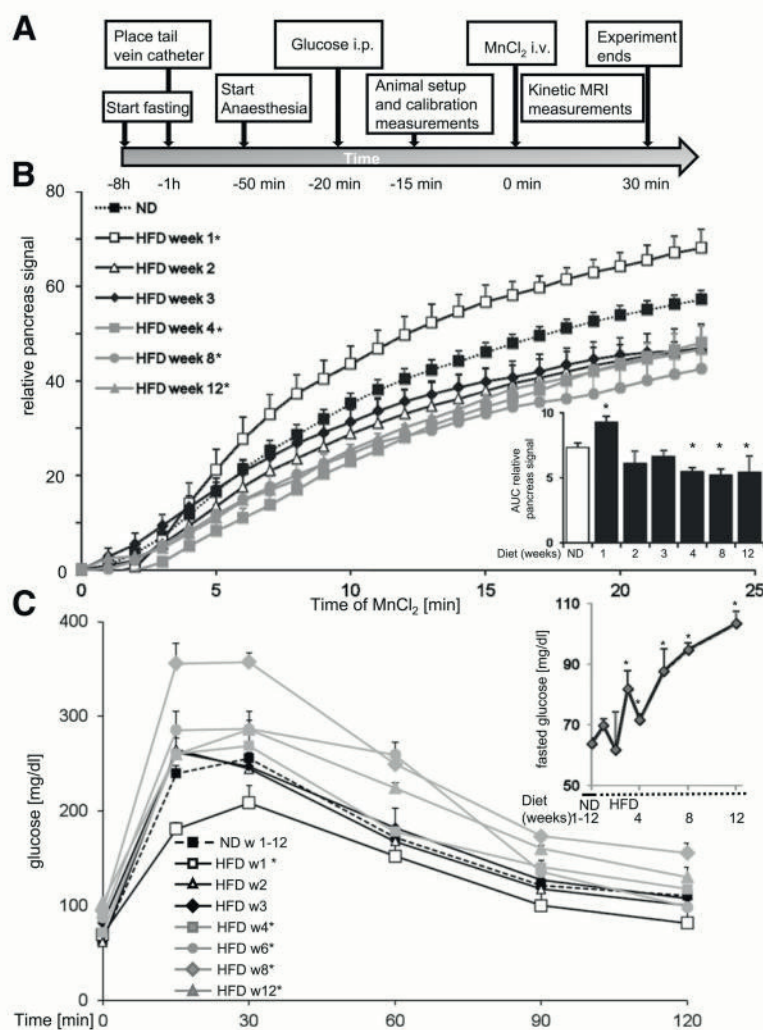 A
Place tail
vein catheter
Glucose i.p.
MnCl2 i.v.
Experiment
ends
Start fasting
Start
Anaesthesia
Animal setup
and calibration
measurements
Kinetic MRI
measurements
Time
-8h
-1h
-50 min
-20 min
-15 min
0 min
30 min
B
80
60
40
20
0
relative pancreas signal
ND
HFD week 1*
HFD week 2
HFD week 3
HFD week 4*
HFD week 8*
HFD week 12*
0
5
10
15
20
25
Time of MnCl2 [min]
AUC relative
pancreas signal
10
5
0
*
* * *
Diet (weeks)
ND
1
2
3
4
8
12
C
400
300
200
100
0
glucose [mg/dl]
ND w 1-12
HFD w1 *
HFD w2
HFD w3
HFD w4*
HFD w6*
HFD w8*
HFD w12*
Time [min]
0
30
60
90
120
fasted glucose [mg/dl]
110
90
70
50
* * * * *
Diet
ND
HFD
(weeks)
1-12
4
8
12